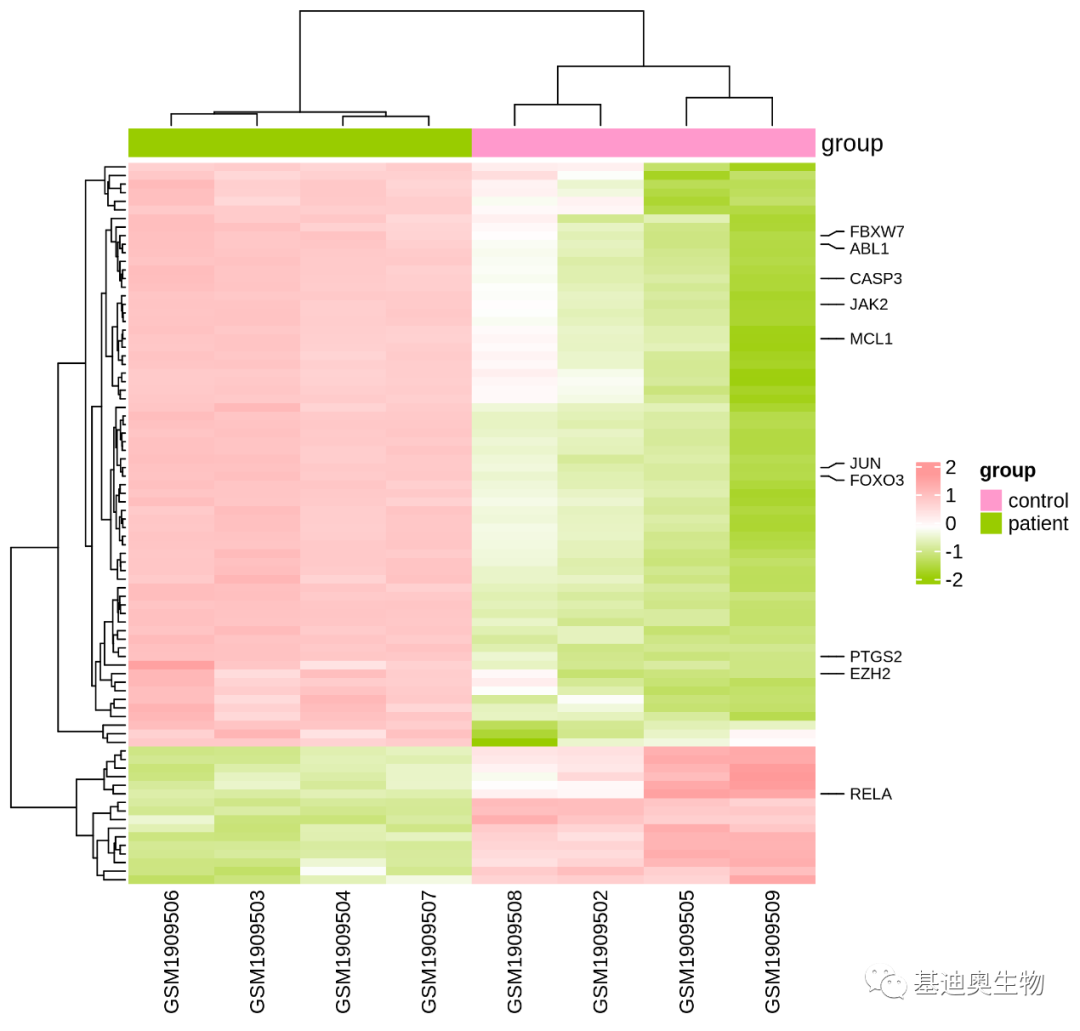 group
FBXW7
ABL1
CASP3
JAK2
MCL1
JUN
FOXO3
PTGS2
EZH2
RELA
2
1
0
-1
-2
group
control
patient
GSM1909506
GSM1909503
GSM1909504
GSM1909507
GSM1909508
GSM1909502
GSM1909505
GSM1909509
基迪奥生物